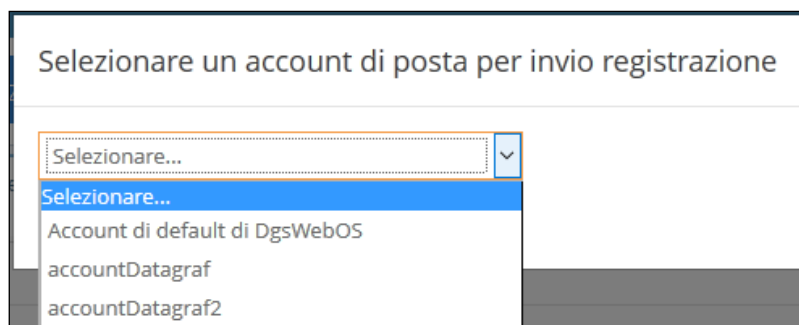 Selezionare un account di posta per invio registrazione
Selezionare...
Selezionare...
Account di default di DgsWebOS
accountDatagraf
accountDatagraf2